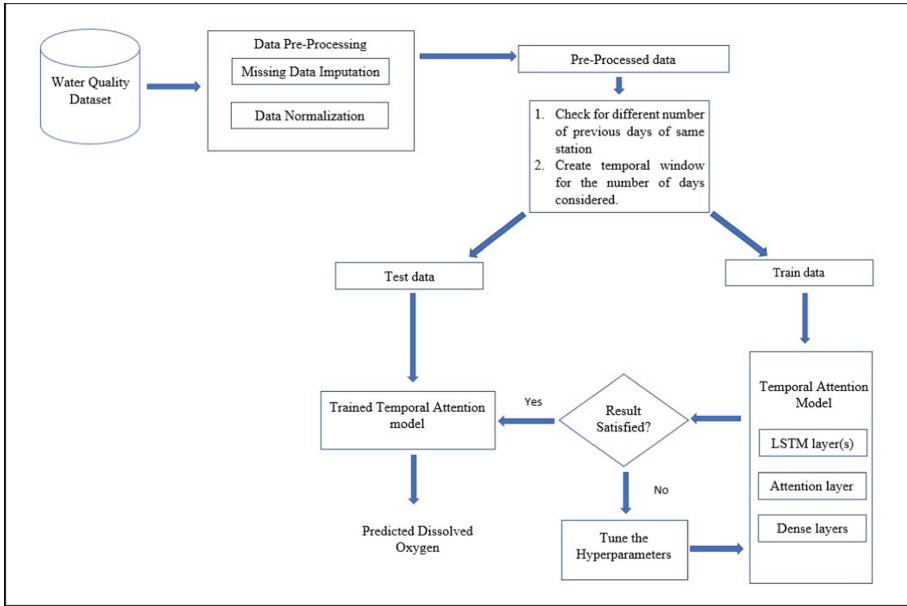 Water Quality
Dataset
Data Pre-Processing
Missing Data Imputation
Data Normalization
Pre-Processed data
1. Check for different number
of previous days of same
station
2. Create temporal window
for the number of days
considered.
Test data
Train data
Trained Temporal Attention
model
Yes
Result
Satisfied?
Temporal Attention
Model
LSTM layer(s)
Attention layer
Dense layers
No
Tune the
Hyperparameters
Predicted Dissolved
Oxygen